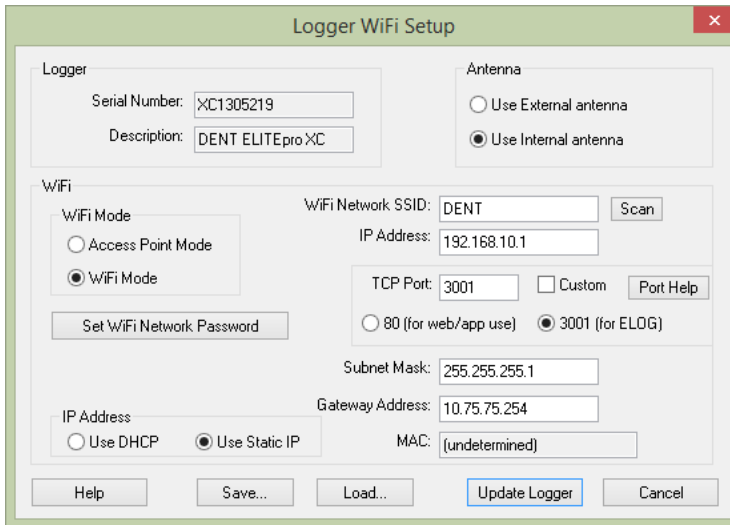 Logger WiFi Setup
Logger
Serial Number: XC1305219
Description: DENT ELITEpro XC
Antenna
Use External antenna
Use Internal antenna
WiFi
WiFi Mode
Access Point Mode
WiFi Mode
Set WiFi Network Password
WiFi Network SSID: DENT Scan
IP Address: 192.168.10.1
TCP Port: 3001 Custom Port Help
80 (for web/app use) 3001 (for ELOG)
Subnet Mask: 255.255.255.1
Gateway Address: 10.75.75.254
MAC: (undetermined)
IP Address
Use DHCP Use Static IP
Help Save... Load... Update Logger Cancel